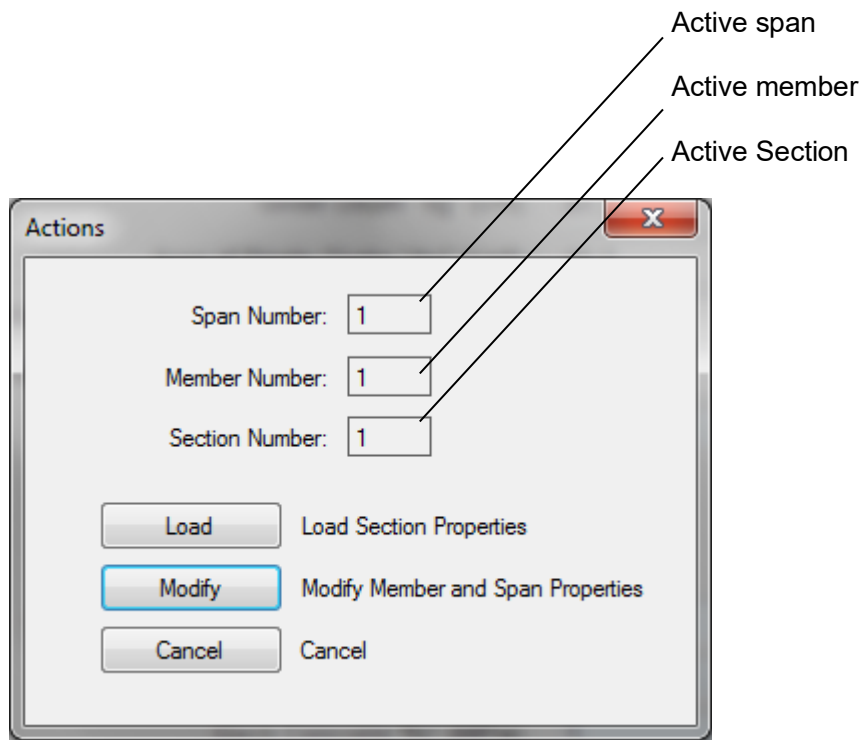 Active span
Active member
Active Section
Actions
Span Number: 1
Member Number: 1
Section Number: 1
Load Load Section Properties
Modify Modify Member and Span Properties
Cancel Cancel